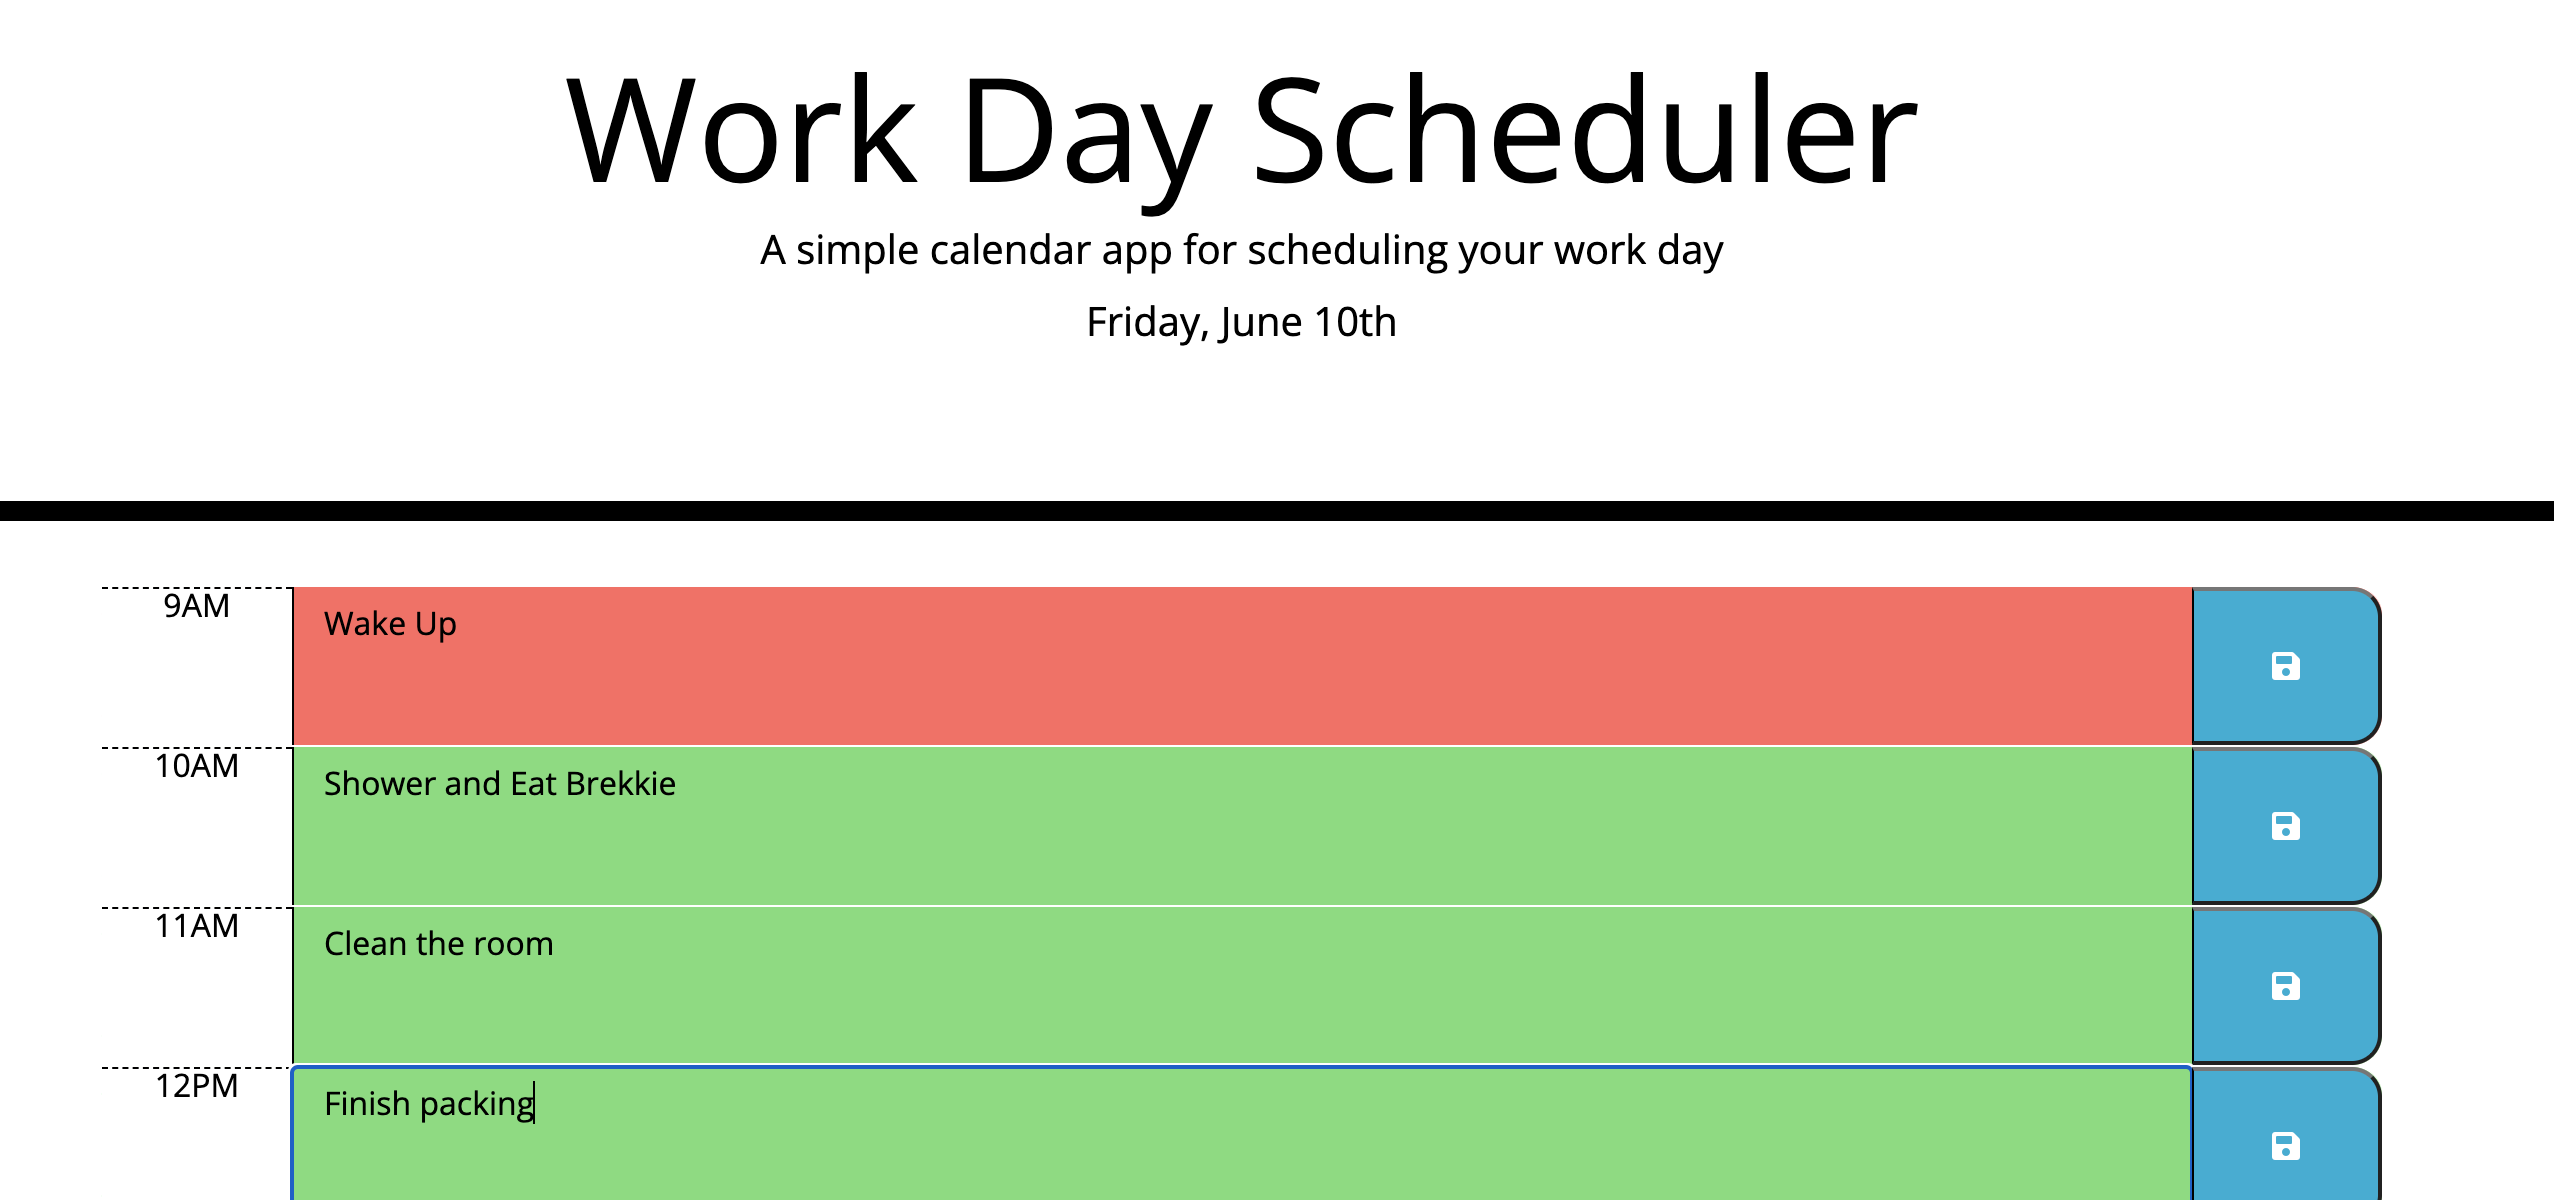 Work Day Scheduler
A simple calendar app for scheduling your work day
Friday, June 10th
9AM
Wake Up
10AM
Shower and Eat Brekkie
11AM
Clean the room
12PM
Finish packing